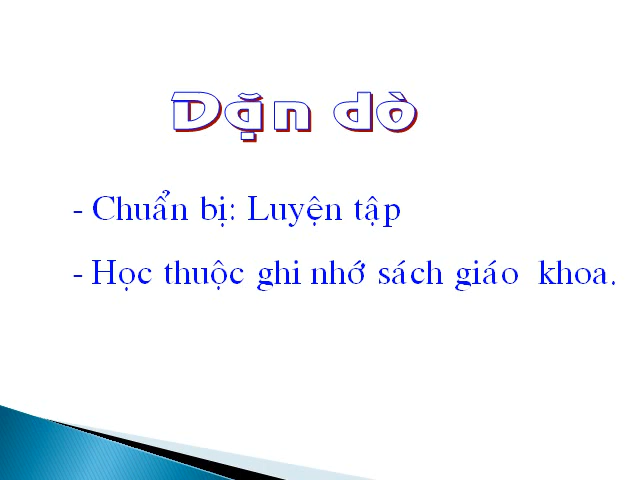 Dặn dò
- Chuẩn bị: Luyện tập
- Học thuộc ghi nhớ sách giáo khoa.